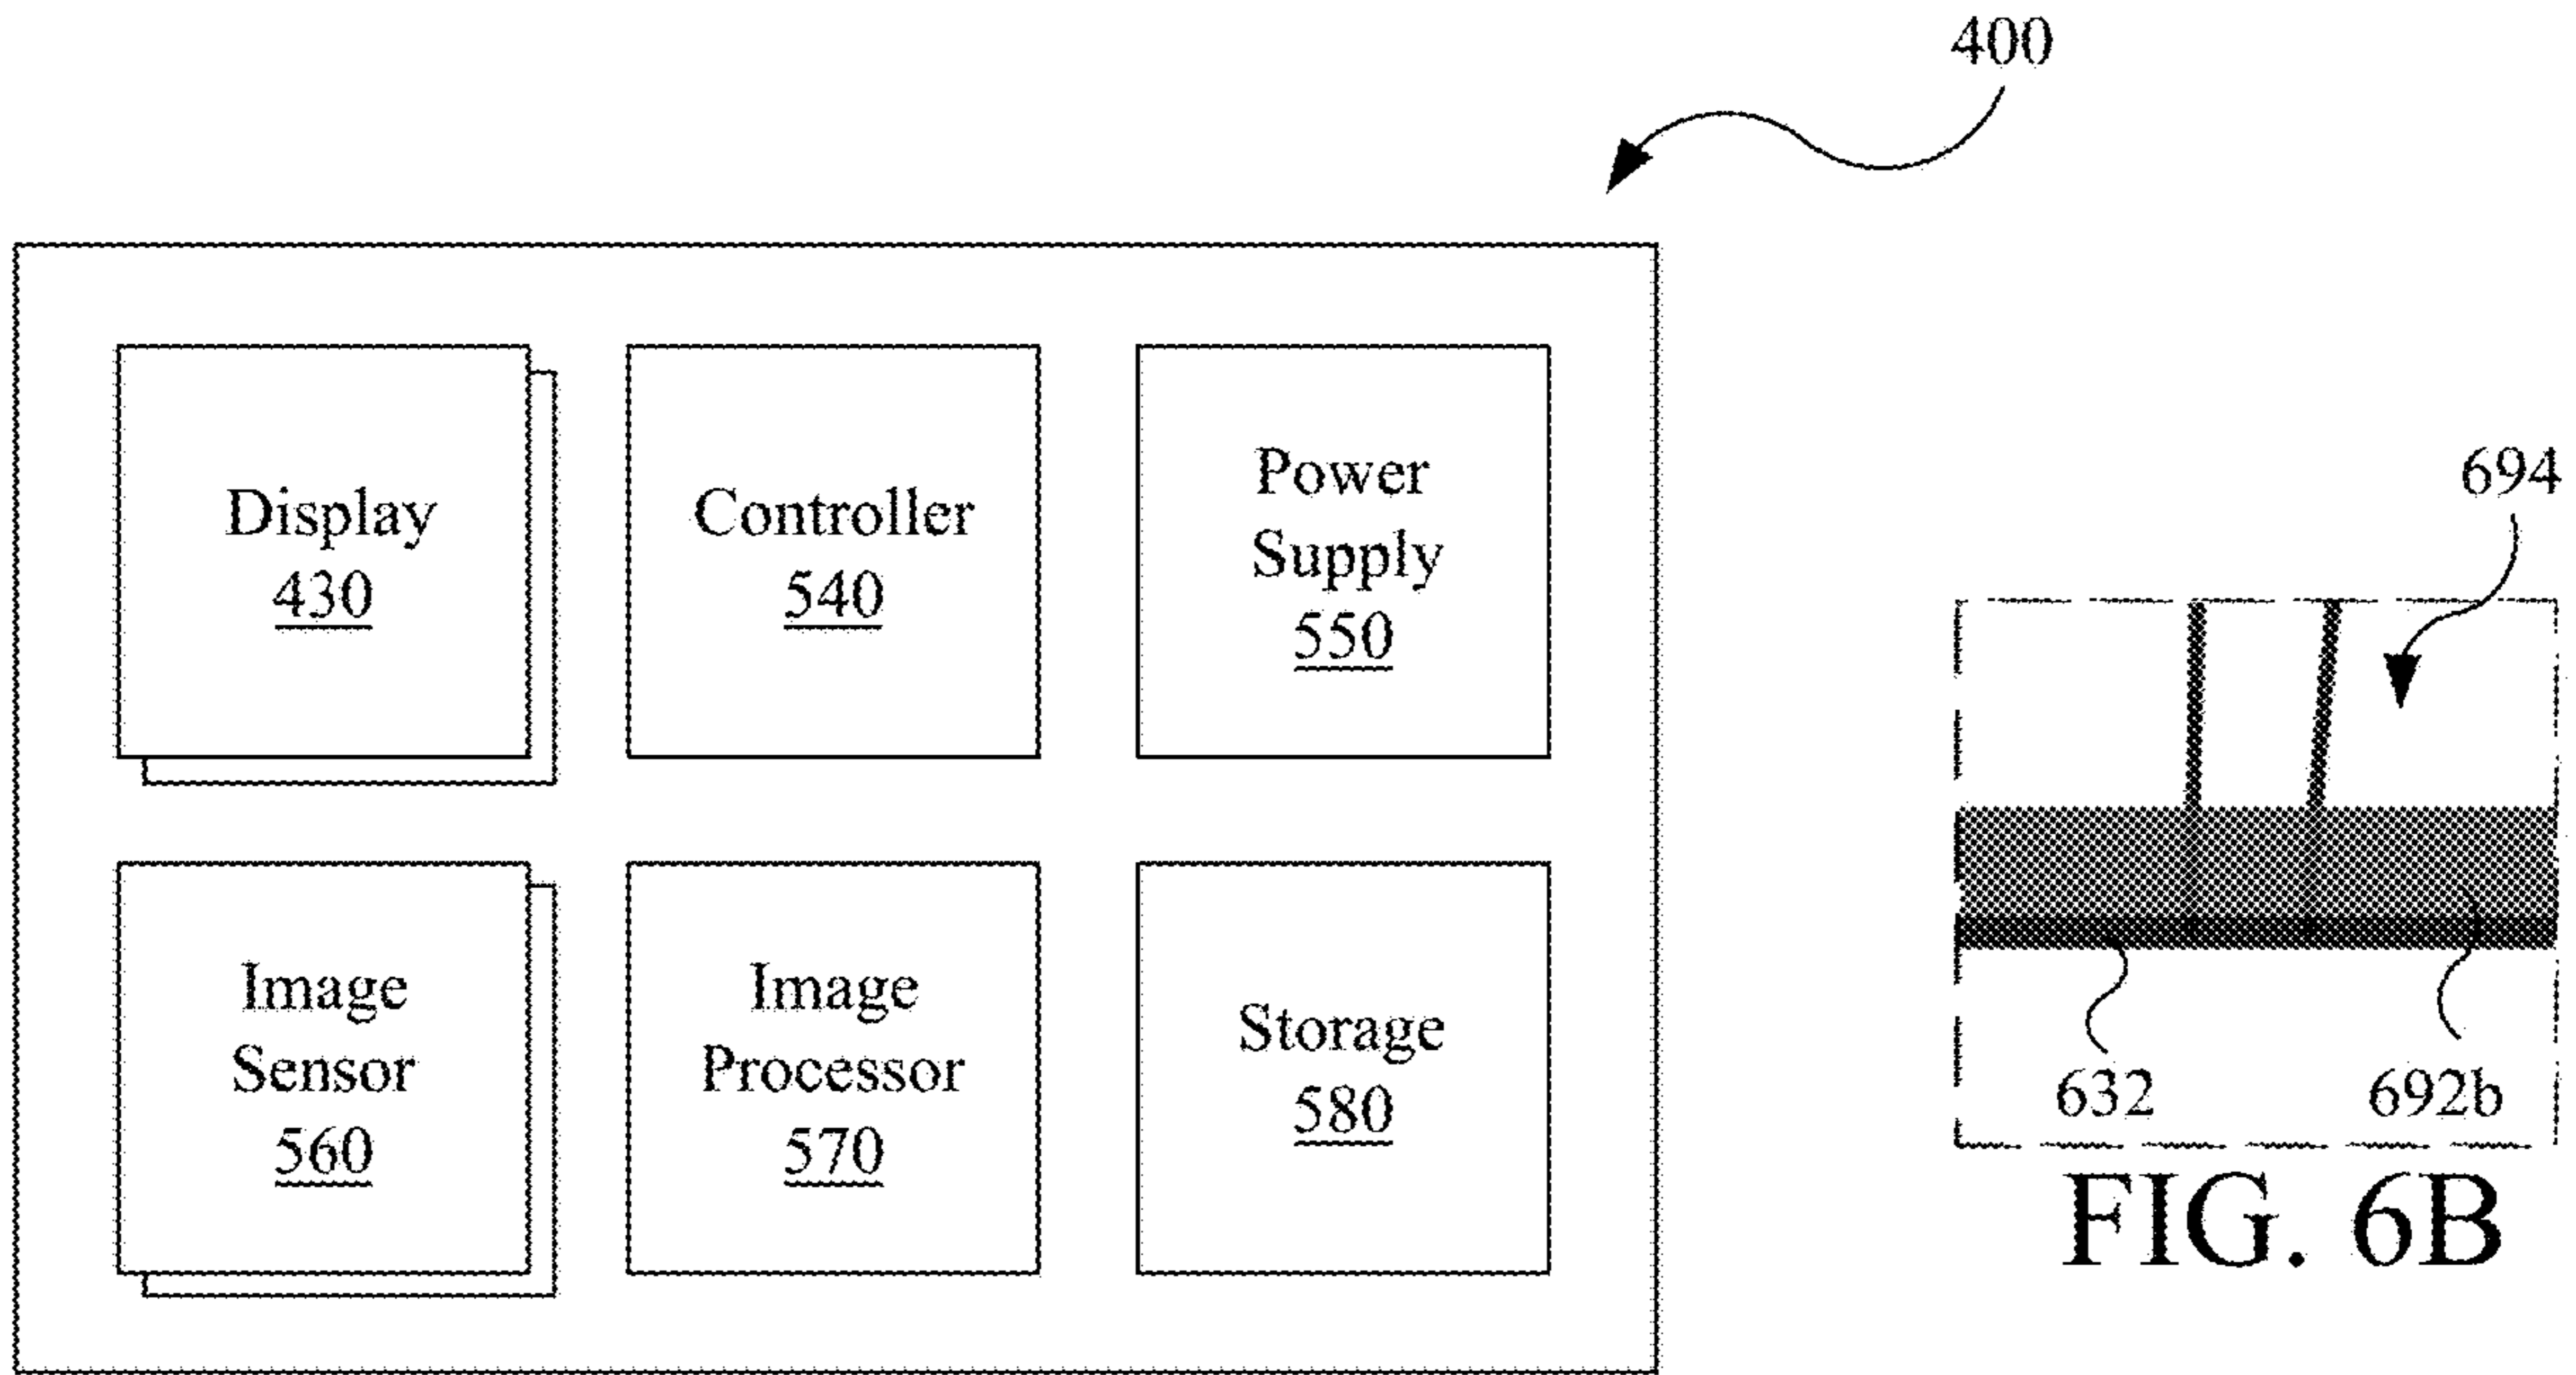 400
Display
430
Controller
540
Power
Supply
550
Image
Sensor
560
Image
Processor
570
Storage
580
694
632
692b
FIG. 6B